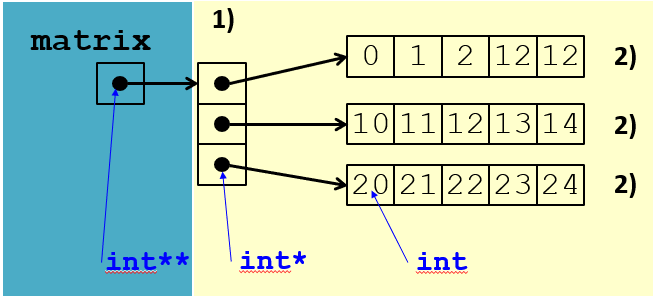 1)
matrix
0 1 2 12 12 2)
10 11 12 13 14 2)
20 21 22 23 24 2)
int** int* int